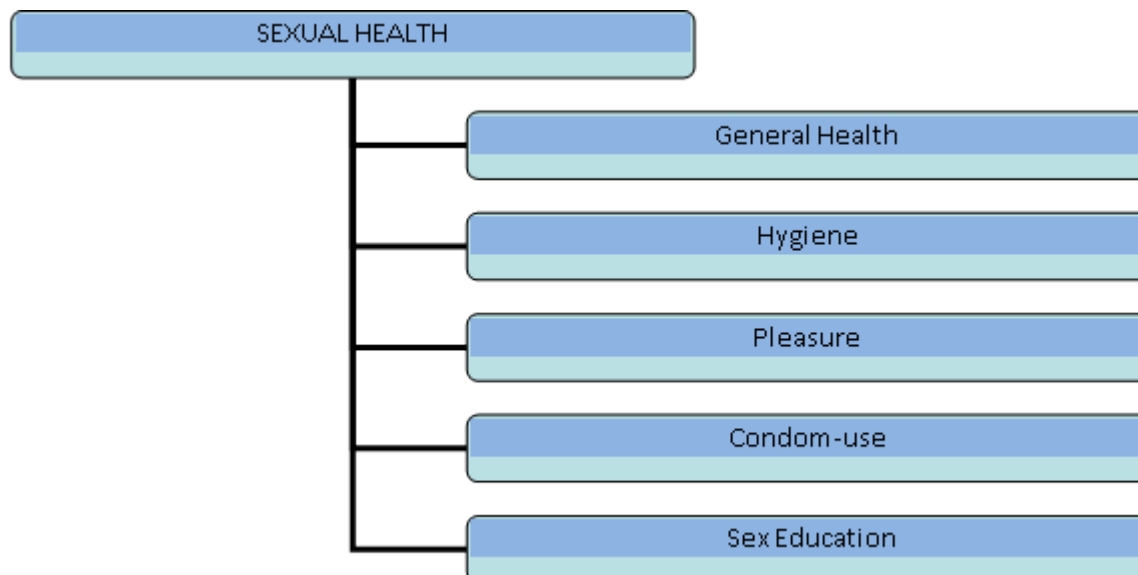 SEXUAL HEALTH
General Health
Hygiene
Pleasure
Condom-use
Sex Education